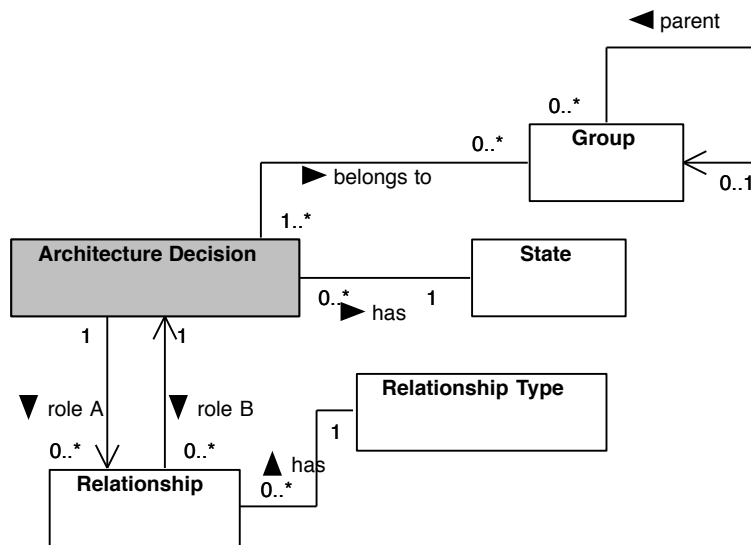 ◄ parent
0..*
Group
0..*
► belongs to
0..1
1..*
Architecture Decision
State
0..*
1
► has
1
1
Relationship Type
▼ role A
▼ role B
1
0..*
0..*
▲ has
0..*
Relationship